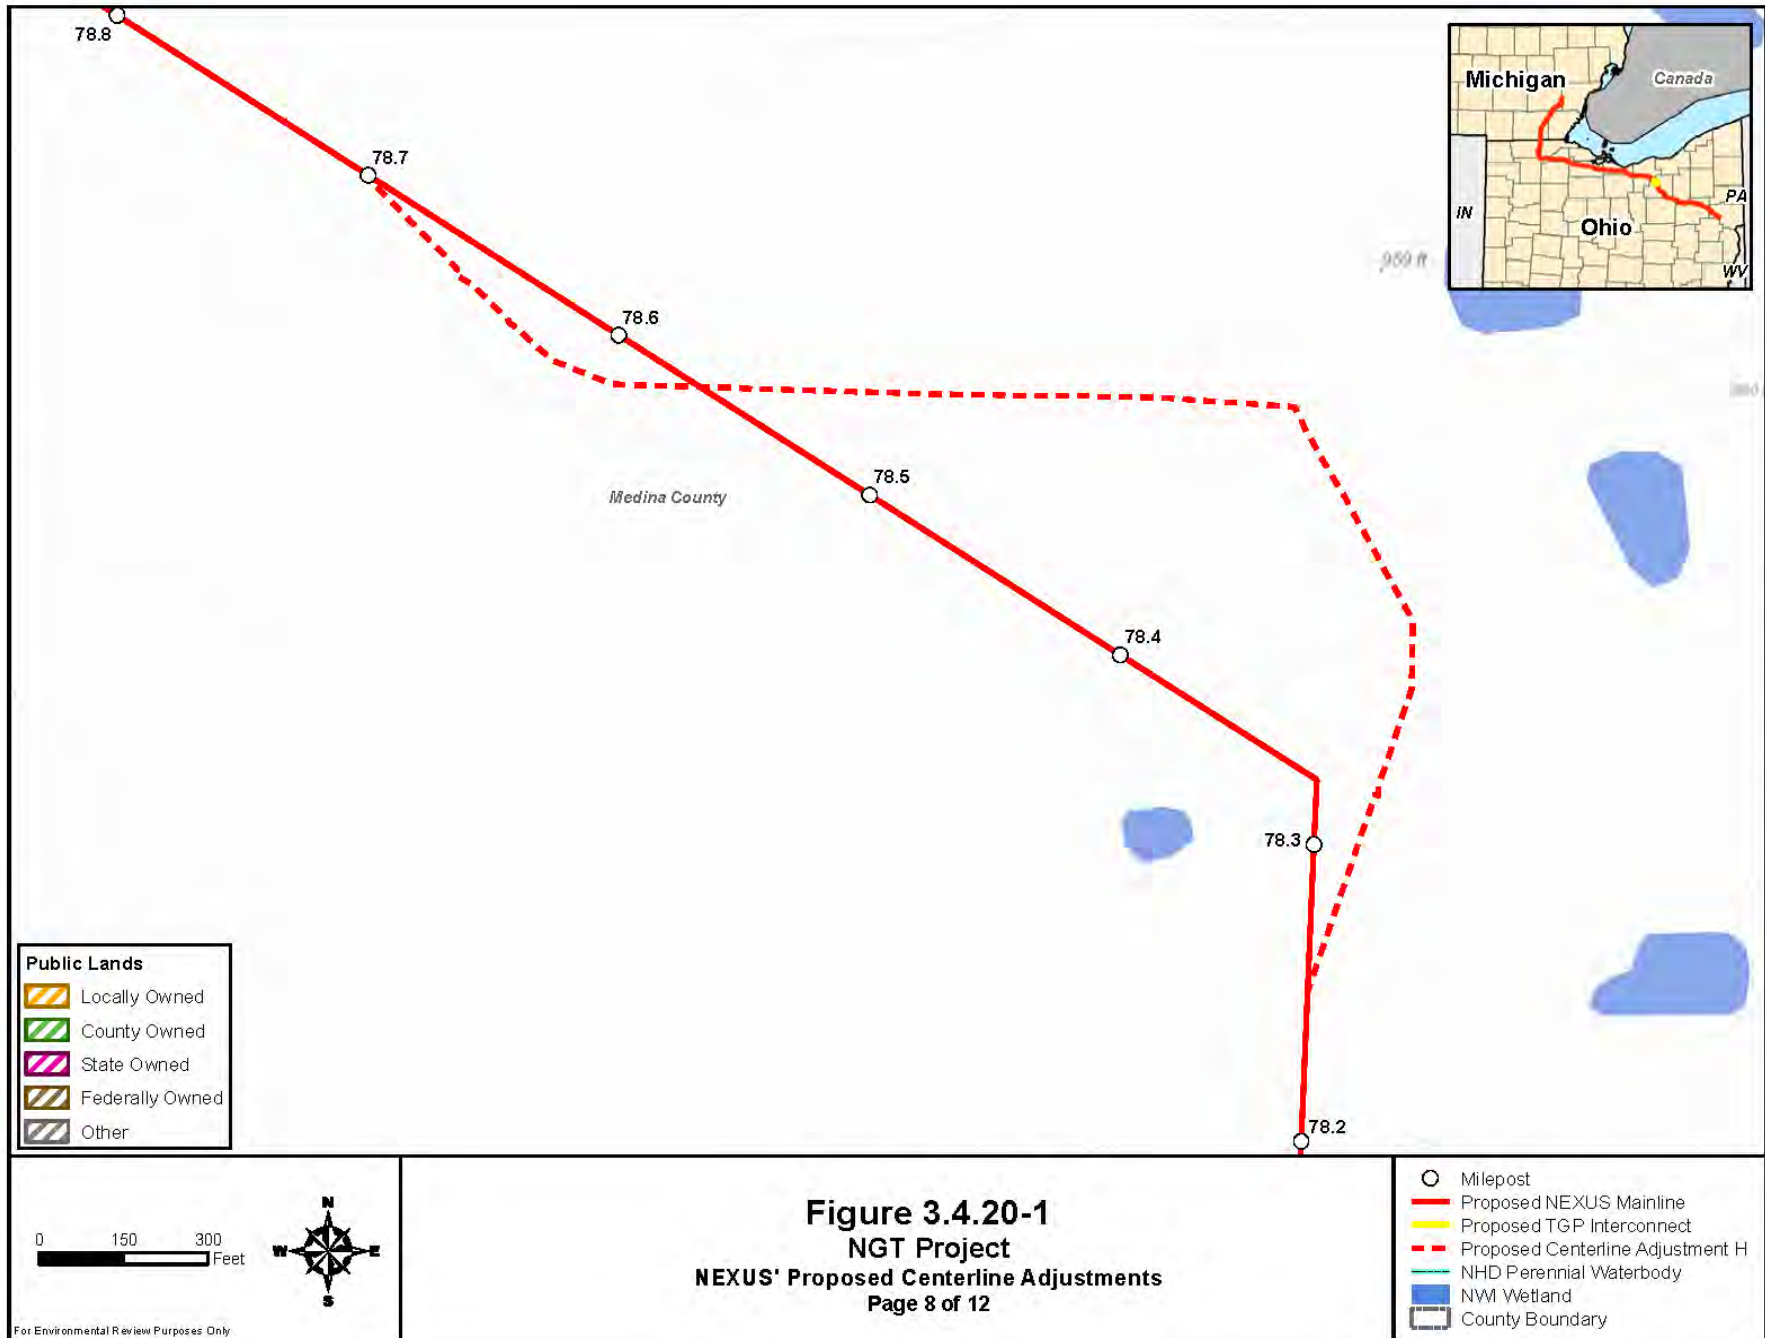 78.8
78.7
78.6
78.5
78.4
78.3
78.2
Medina County
959 ft
Michigan
Canada
IN
Ohio
PA
WV
Public Lands
Locally Owned
County Owned
State Owned
Federally Owned
Other
0 150 300
Feet
N
W E
S
For Environmental Review Purposes Only
Figure 3.4.20-1
NGT Project
NEXUS' Proposed Centerline Adjustments
Page 8 of 12
Milepost
Proposed NEXUS Mainline
Proposed TGP Interconnect
Proposed Centerline Adjustment H
NHD Perennial Waterbody
NWI Wetland
County Boundary